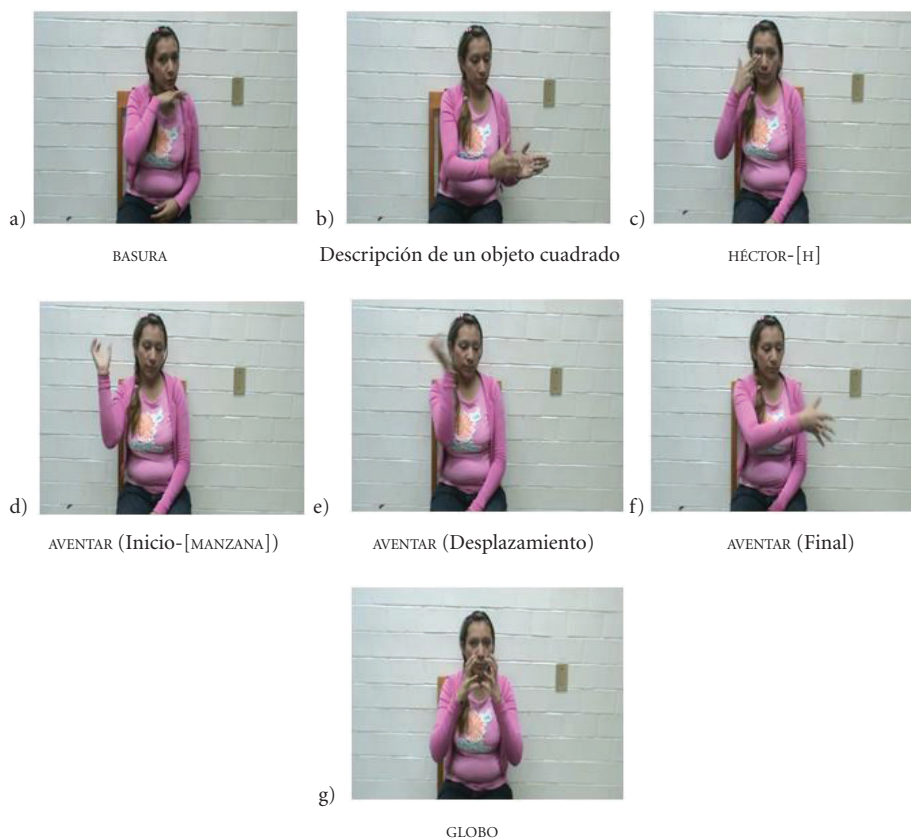 a)
BASURA
b)
Descripción de un objeto cuadrado
c)
HÉCTOR-[H]
d)
AVENTAR (Inicio-[MANZANA])
e)
AVENTAR (Desplazamiento)
f)
AVENTAR (Final)
g)
GLOBO